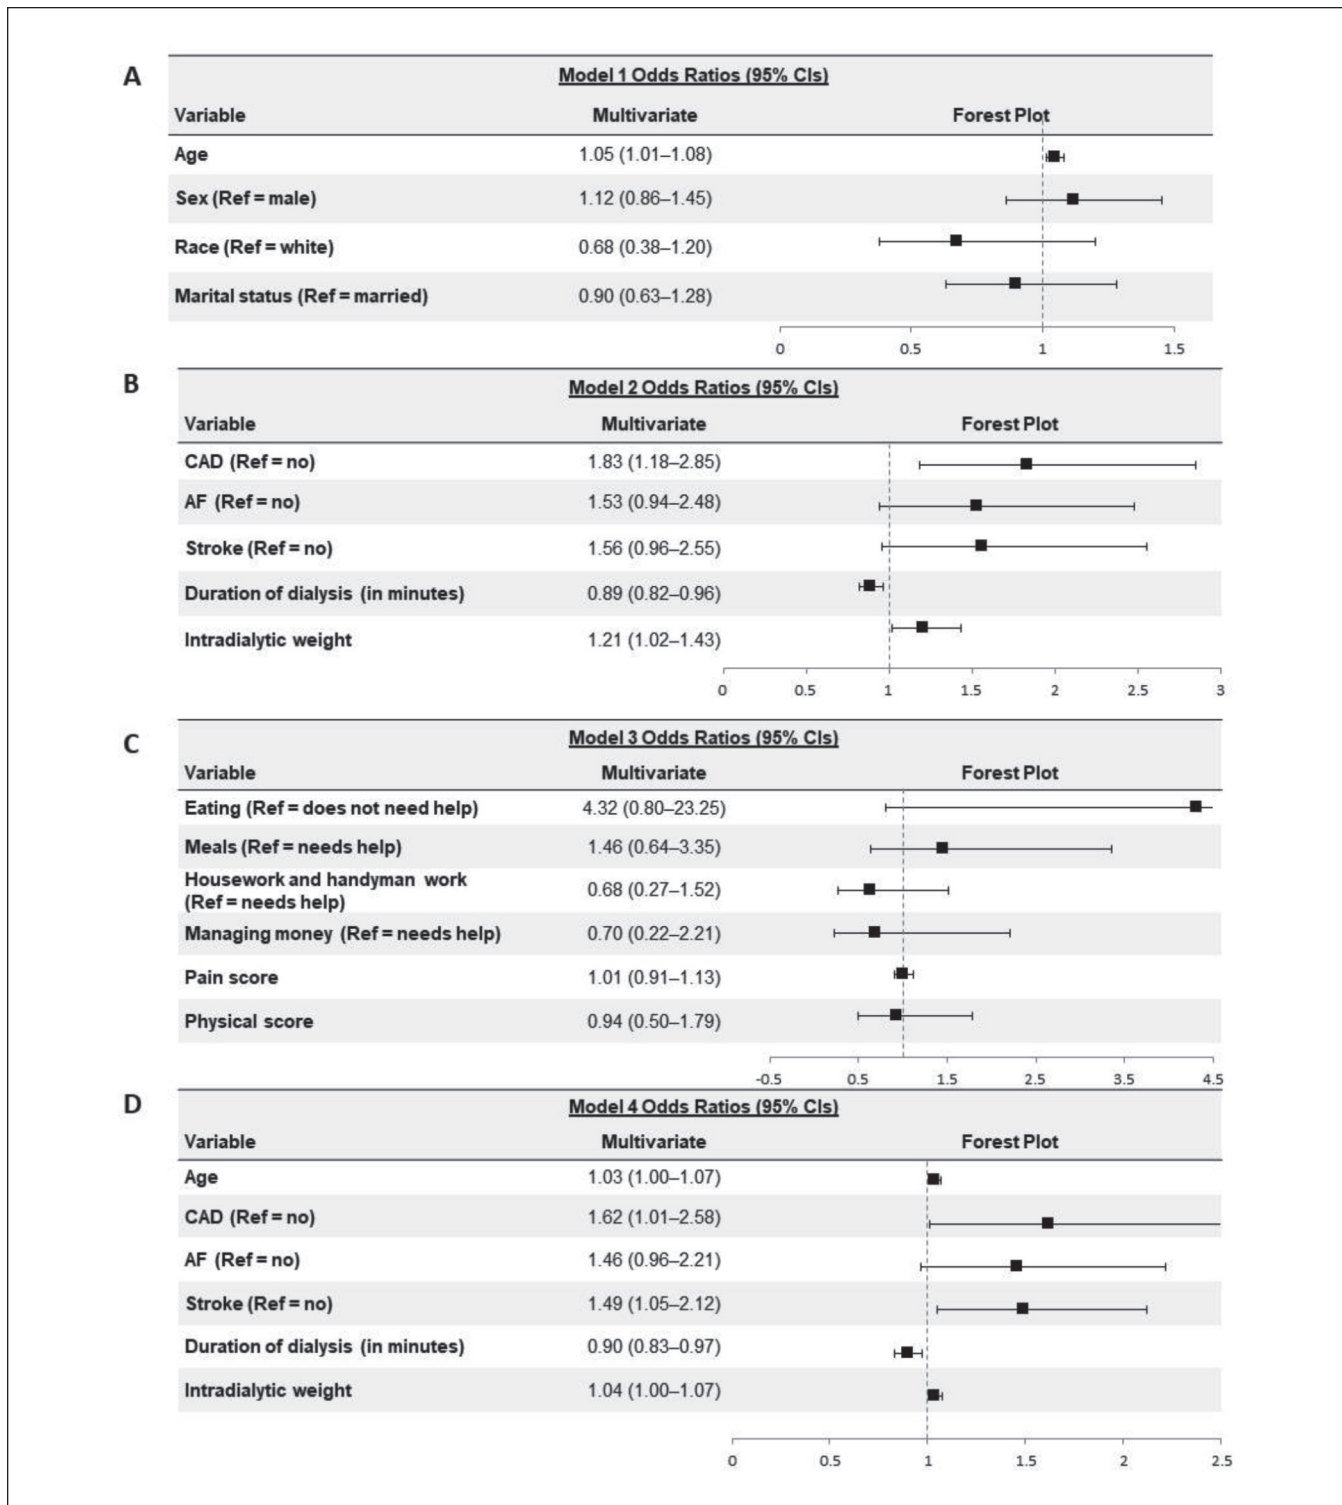 A
Model 1 Odds Ratios (95% CIs)
Variable Multivariate Forest Plot
Age 1.05 (1.01–1.08)
Sex (Ref = male) 1.12 (0.86–1.45)
Race (Ref = white) 0.68 (0.38–1.20)
Marital status (Ref = married) 0.90 (0.63–1.28)
0 0.5 1 1.5
B
Model 2 Odds Ratios (95% CIs)
Variable Multivariate Forest Plot
CAD (Ref = no) 1.83 (1.18–2.85)
AF (Ref = no) 1.53 (0.94–2.48)
Stroke (Ref = no) 1.56 (0.96–2.55)
Duration of dialysis (in minutes) 0.89 (0.82–0.96)
Intradialytic weight 1.21 (1.02–1.43)
0 0.5 1 1.5 2 2.5 3
C
Model 3 Odds Ratios (95% CIs)
Variable Multivariate Forest Plot
Eating (Ref = does not need help) 4.32 (0.80–23.25)
Meals (Ref = needs help) 1.46 (0.64–3.35)
Housework and handyman work
(Ref = needs help) 0.68 (0.27–1.52)
Managing money (Ref = needs help) 0.70 (0.22–2.21)
Pain score 1.01 (0.91–1.13)
Physical score 0.94 (0.50–1.79)
-0.5 0.5 1.5 2.5 3.5 4.5
D
Model 4 Odds Ratios (95% CIs)
Variable Multivariate Forest Plot
Age 1.03 (1.00–1.07)
CAD (Ref = no) 1.62 (1.01–2.58)
AF (Ref = no) 1.46 (0.96–2.21)
Stroke (Ref = no) 1.49 (1.05–2.12)
Duration of dialysis (in minutes) 0.90 (0.83–0.97)
Intradialytic weight 1.04 (1.00–1.07)
0 0.5 1 1.5 2 2.5